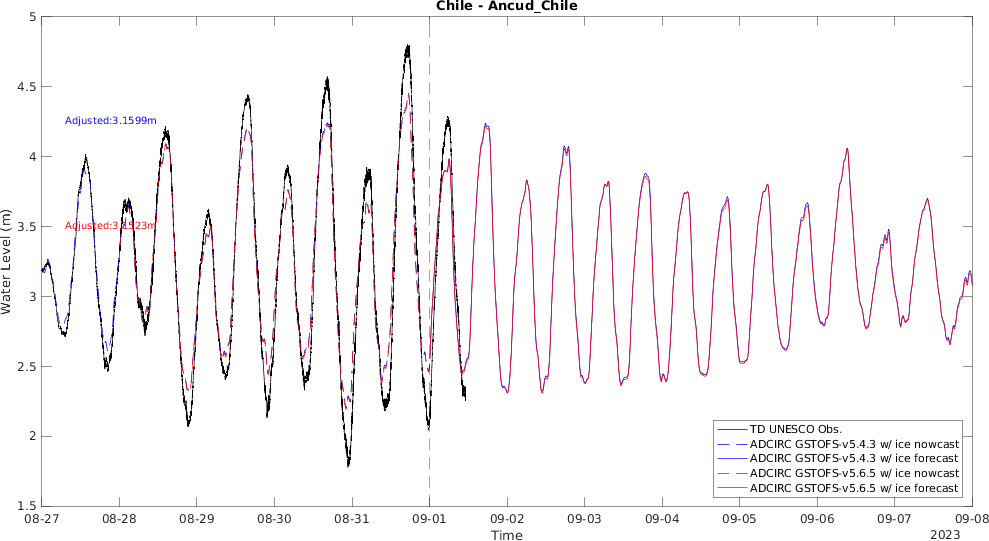 Chile - Ancud_Chile
5
4.5
4
3.5
3
2.5
2
1.5
Water Level (m)
Adjusted:3.1599m
Adjusted:3.1523m
08-27
08-28
08-29
08-30
08-31
09-01
09-02
09-03
09-04
09-05
09-06
09-07
09-08
Time
2023
TD UNESCO Obs.
ADCIRC GSTOFS-v5.4.3 w/ ice nowcast
ADCIRC GSTOFS-v5.4.3 w/ ice forecast
ADCIRC GSTOFS-v5.6.5 w/ ice nowcast
ADCIRC GSTOFS-v5.6.5 w/ ice forecast